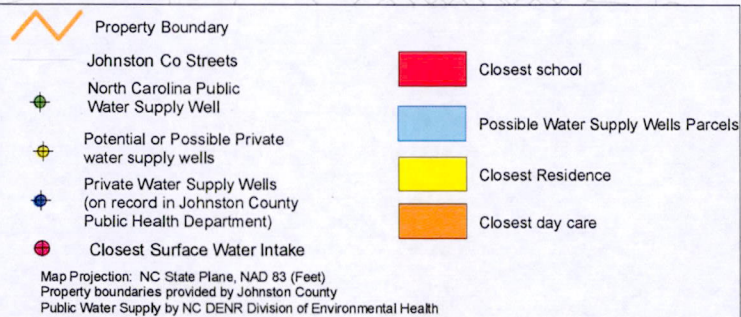 Property Boundary
Johnston Co Streets
North Carolina Public
Water Supply Well
Potential or Possible Private
water supply wells
Private Water Supply Wells
(on record in Johnston County
Public Health Department)
Closest Surface Water Intake
Closest school
Possible Water Supply Wells Parcels
Closest Residence
Closest day care
Map Projection: NC State Plane, NAD 83 (Feet)
Property boundaries provided by Johnston County
Public Water Supply by NC DENR Division of Environmental Health